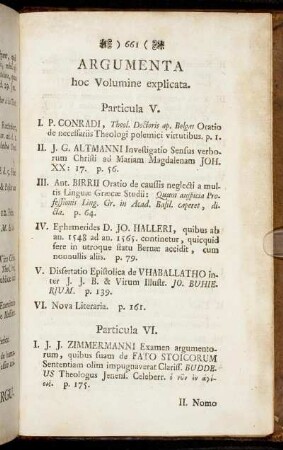 ) 661 (
ARGUMENTA
hoc Volumine explicata.
Particula V.
I. P. CONRADI, Theol. Doctoris ap. Belgas Oratio
de necessariis Theologi polemici virtutibus. p. 1.
II. J. G. ALTMANNI Investigatio Sensus verbo-
rum Christi ad Mariam Magdalenam JOH.
XX: 17. p. 56.
III. Ant. BIRRII Oratio de caussis neglecti a mul-
tis Linguæ Græcæ Studii: Quum auspicia Pro-
fessionis Ling. Gr. in Acad. Basil. caperet, di-
cta. p. 64.
IV. Ephemerides D. JO. HALLERI, quibus ab
an. 1548 ad an. 1565. continetur, quicquid
fere in utroque statu Bernæ accidit, cum
nonnullis aliis. p. 79.
V. Dissertatio Epistolica de VHABALLATHO in-
ter J. J. B. & Virum Illustr. JO. BUHIE-
RIUM. p. 139.
VI. Nova Literaria. p. 161.
Particula VI.
I. J. J. ZIMMERMANNI Examen argumento-
rum, quibus suam de FATO STOICORUM
Sententiam olim impugnaverat Clariss. BUDDE-
US Theologus Jenens. Celeberr.
p. 175.
II. Nomo